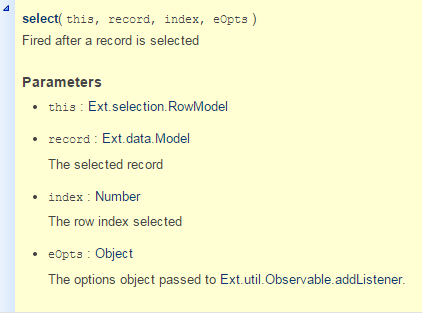 select( this, record, index, eOpts )
Fired after a record is selected
Parameters
this : Ext.selection.RowModel
record : Ext.data.Model
The selected record
index : Number
The row index selected
eOpts : Object
The options object passed to Ext.util.Observable.addListener.